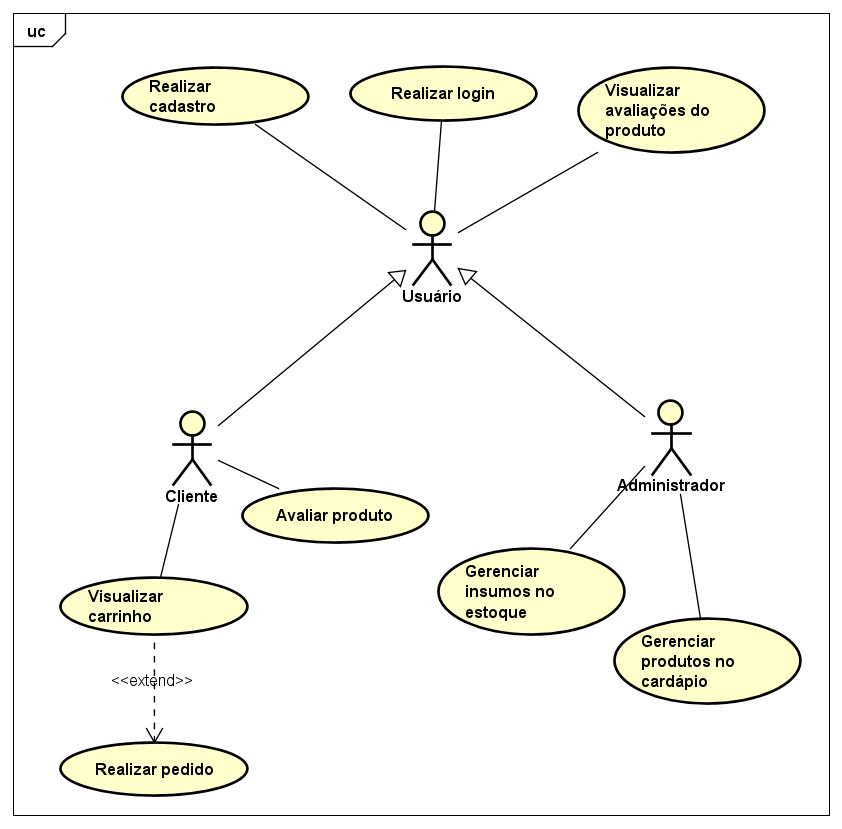 uc
Realizar
cadastro
Realizar login
Visualizar
avaliações do
produto
Usuário
Cliente
Administrador
Avaliar produto
Visualizar
carrinho
Gerenciar
insumos no
estoque
Gerenciar
produtos no
cardápio
<<extend>>
Realizar pedido